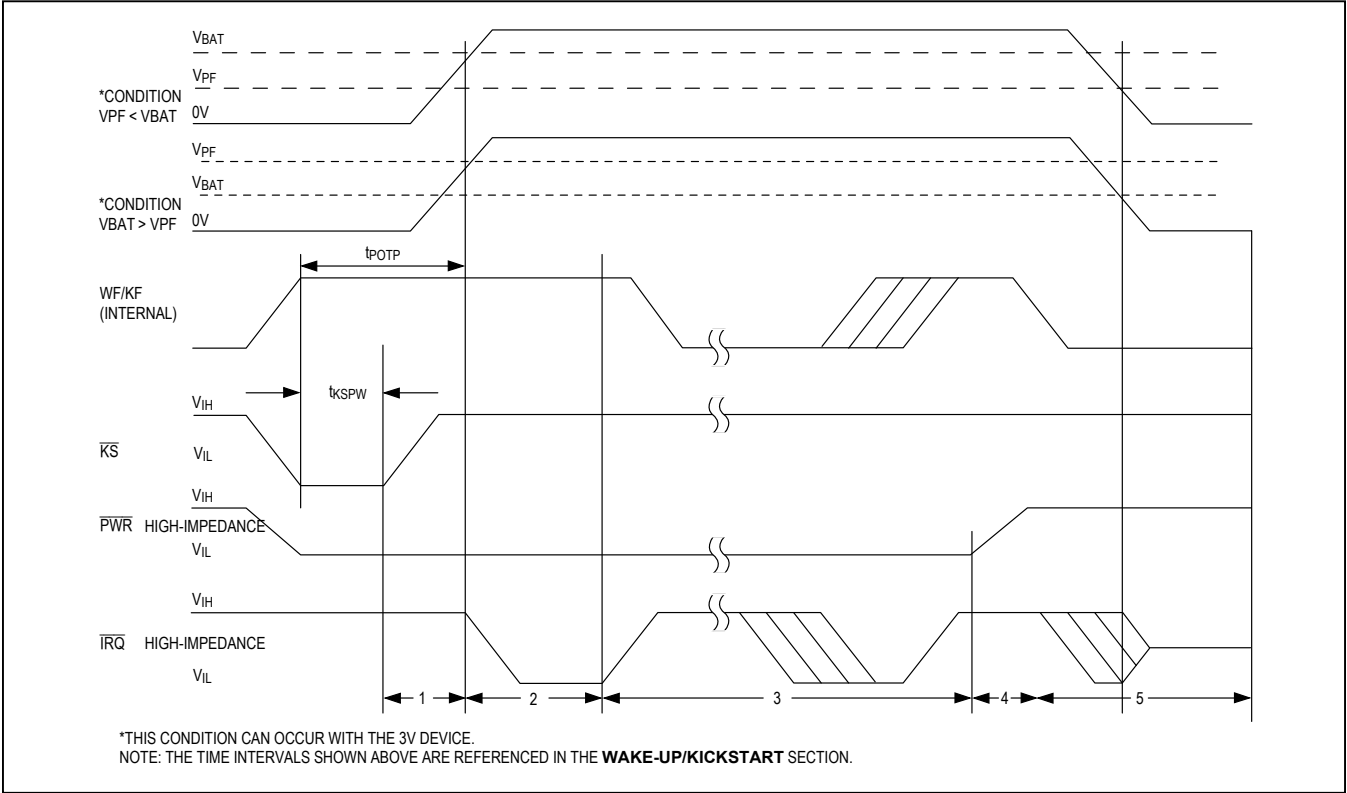 VBAT
VPF
*CONDITION
VPF < VBAT 0V
VPF
VBAT
*CONDITION
VBAT > VPF 0V
tPOTP
WF/KF
(INTERNAL)
tKSPW
VIH
KS VIL
VIH
PWR HIGH-IMPEDANCE
VIL
VIH
IRQ HIGH-IMPEDANCE
VIL
1 2 3 4 5
*THIS CONDITION CAN OCCUR WITH THE 3V DEVICE.
NOTE: THE TIME INTERVALS SHOWN ABOVE ARE REFERENCED IN THE WAKE-UP/KICKSTART SECTION.